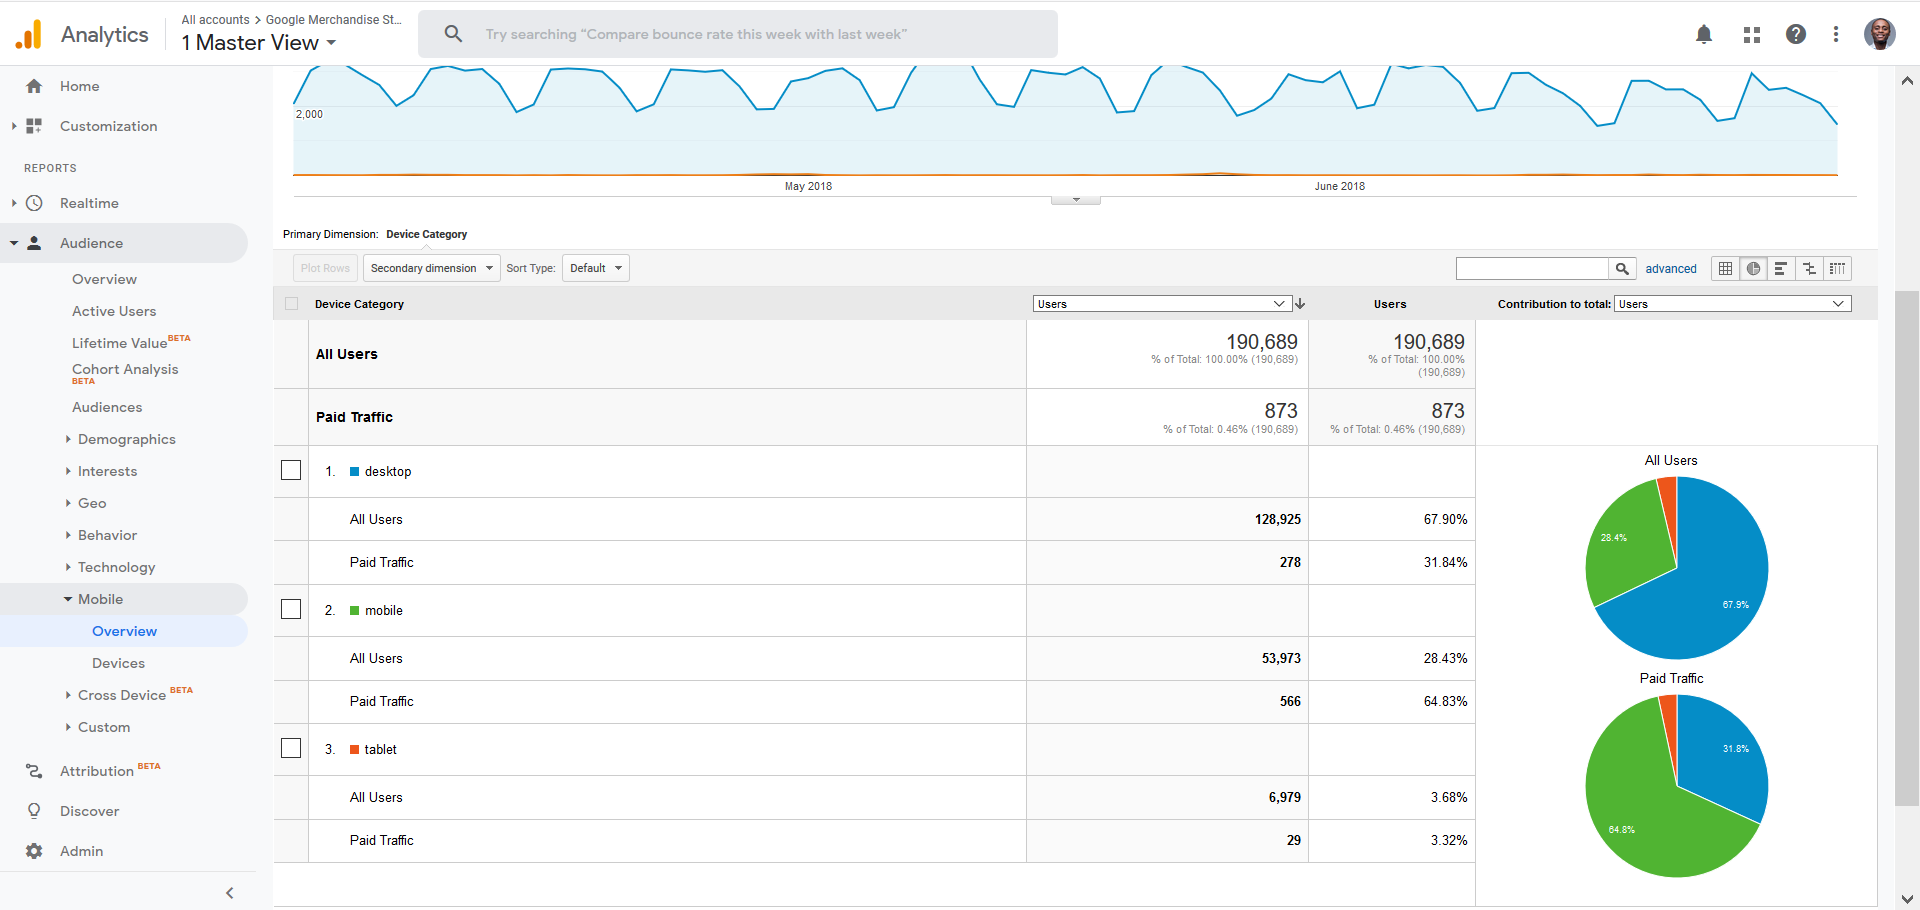 Analytics
All accounts > Google Merchandise St...
1 Master View
Try searching "Compare bounce rate this week with last week"
Home
Customization
REPORTS
Realtime
Audience
Overview
Active Users
Lifetime Value BETA
Cohort Analysis
BETA
Audiences
Demographics
Interests
Geo
Behavior
Technology
Mobile
Overview
Devices
Cross Device BETA
Custom
Attribution BETA
Discover
Admin
2,000
May 2018
June 2018
Primary Dimension: Device Category
Plot Rows
Secondary dimension
Sort Type:
Default
advanced
Device Category
Users
Users
Contribution to total:
Users
All Users
190,689
% of Total: 100.00% (190,689)
190,689
% of Total: 100.00%
(190,689)
Paid Traffic
873
% of Total: 0.46% (190,689)
873
% of Total: 0.46% (190,689)
1. desktop
All Users 128,925 67.90%
Paid Traffic 278 31.84%
2. mobile
All Users 53,973 28.43%
Paid Traffic 566 64.83%
3. tablet
All Users 6,979 3.68%
Paid Traffic 29 3.32%
All Users
28.4%
67.9%
Paid Traffic
31.8%
64.8%